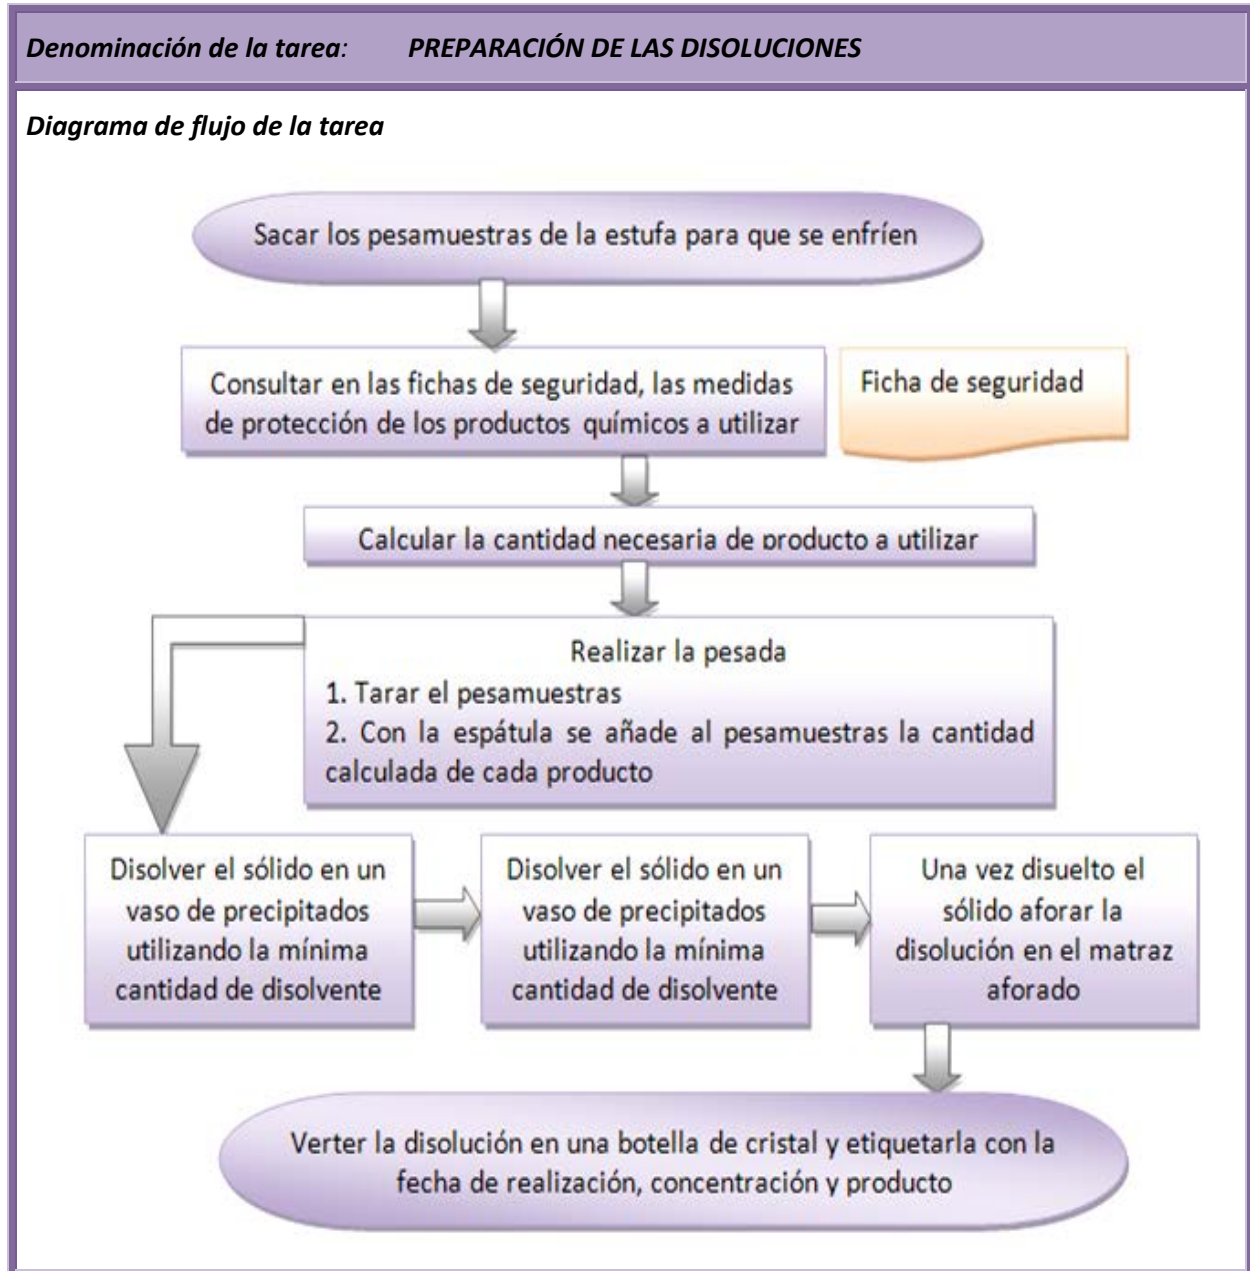 Denominación de la tarea: PREPARACIÓN DE LAS DISOLUCIONES
Diagrama de flujo de la tarea
Sacar los pesamuestras de la estufa para que se enfríen
Consultar en las fichas de seguridad, las medidas
de protección de los productos químicos a utilizar
Ficha de seguridad
Calcular la cantidad necesaria de producto a utilizar
Realizar la pesada
1. Tarar el pesamuestras
2. Con la espátula se añade al pesamuestras la cantidad
calculada de cada producto
Disolver el sólido en un
vaso de precipitados
utilizando la mínima
cantidad de disolvente
Disolver el sólido en un
vaso de precipitados
utilizando la mínima
cantidad de disolvente
Una vez disuelto el
sólido aforar la
disolución en el matraz
aforado
Verter la disolución en una botella de cristal y etiquetarla con la
fecha de realización, concentración y producto